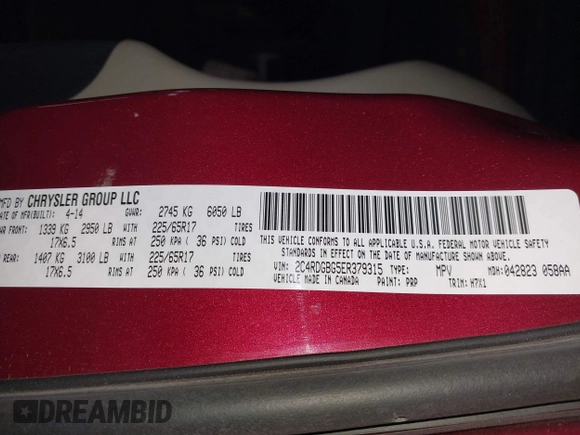 MFD BY CHRYSLER GROUP LLC
DATE OF MFR(BUILT): 4-14 GVWR: 2745 KG 6050 LB
FRONT: 1339 KG 2950 LB WITH 225/65R17 TIRES
17X6.5 RIMS AT 250 KPA ( 36 PSI) COLD
REAR: 1407 KG 3100 LB WITH 225/65R17 TIRES
17X6.5 RIMS AT 250 KPA ( 36 PSI) COLD
THIS VEHICLE CONFORMS TO ALL APPLICABLE U.S.A. FEDERAL MOTOR VEHICLE SAFETY
STANDARDS IN EFFECT ON THE DATE OF MANUFACTURE SHOWN ABOVE.
VIN: 2C4RDGBG5ER379315 TYPE: MPV MDH: 042823 058AA
VEHICLE MADE IN CANADA PAINT: PRP TRIM: H7X1
DREAMBID